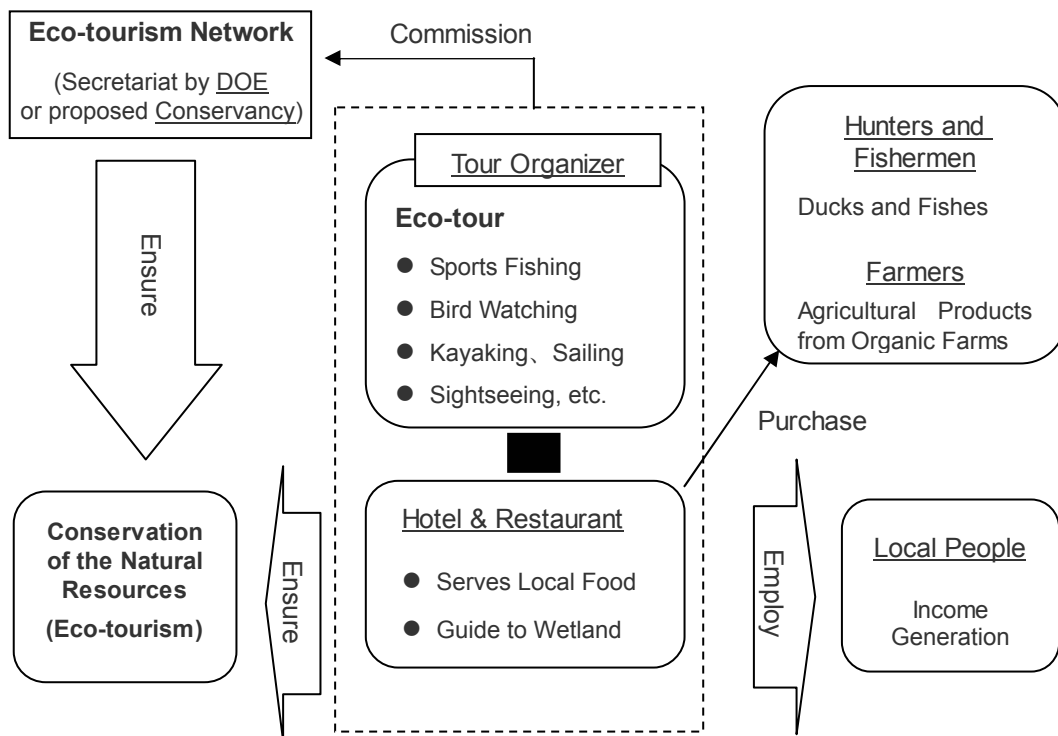 Eco-tourism Network
(Secretariat by DOE
or proposed Conservancy)
Commission
Ensure
Tour Organizer
Eco-tour
● Sports Fishing
● Bird Watching
● Kayaking、Sailing
● Sightseeing, etc.
Hunters and
Fishermen
Ducks and Fishes
Farmers
Agricultural Products
from Organic Farms
Purchase
Conservation
of the Natural
Resources
(Eco-tourism)
Ensure
Hotel & Restaurant
● Serves Local Food
● Guide to Wetland
Employ
Local People
Income
Generation